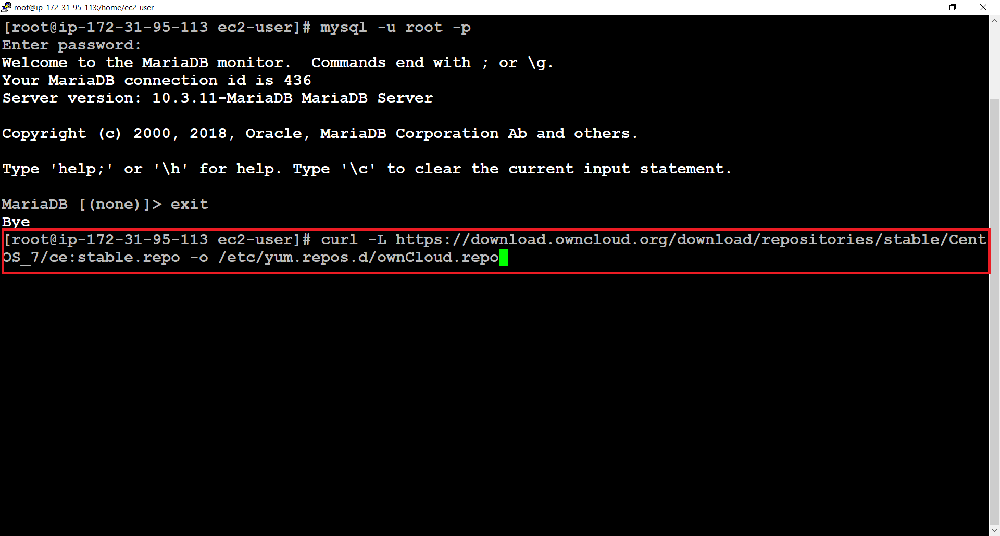 root@ip-172-31-95-113:/home/ec2-user
[root@ip-172-31-95-113 ec2-user]# mysql -u root -p
Enter password:
Welcome to the MariaDB monitor.  Commands end with ; or \g.
Your MariaDB connection id is 436
Server version: 10.3.11-MariaDB MariaDB Server
Copyright (c) 2000, 2018, Oracle, MariaDB Corporation Ab and others.
Type 'help;' or '\h' for help. Type '\c' to clear the current input statement.
MariaDB [(none)]> exit
Bye
[root@ip-172-31-95-113 ec2-user]# curl -L https://download.owncloud.org/download/repositories/stable/Cent
OS_7/ce:stable.repo -o /etc/yum.repos.d/ownCloud.repo